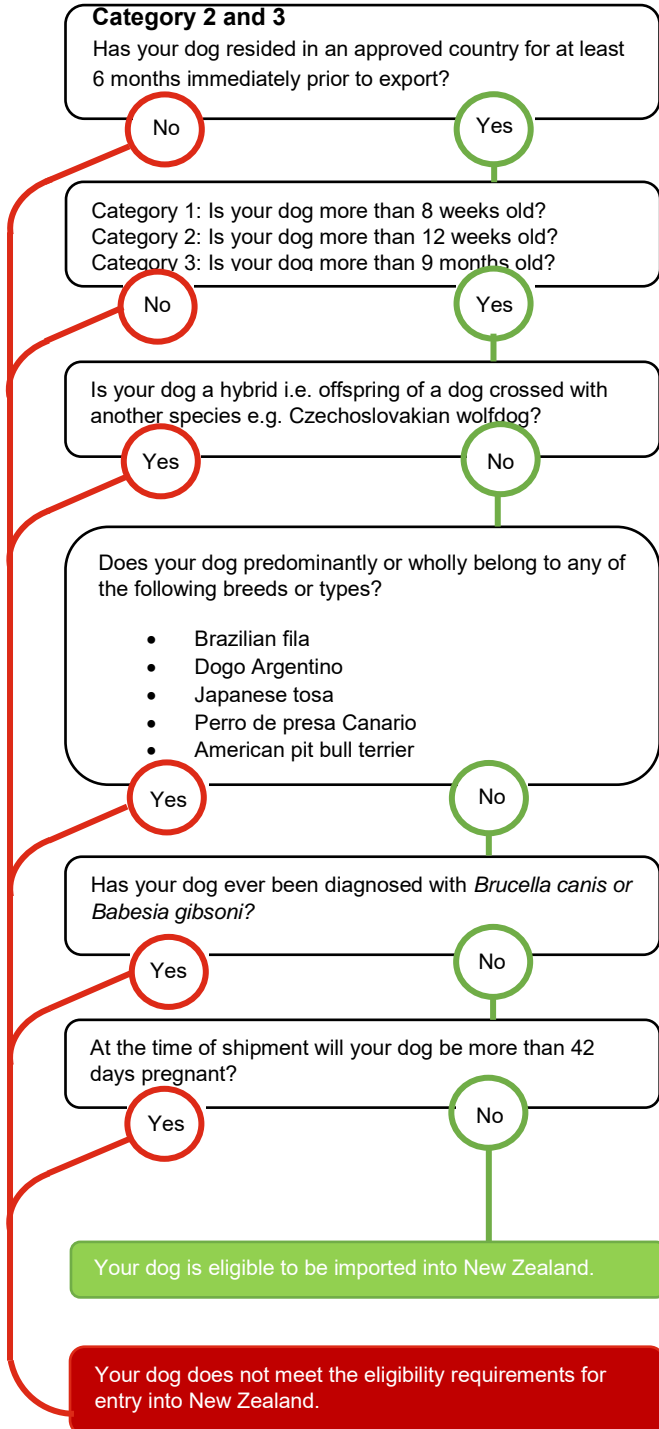 Category 2 and 3
Has your dog resided in an approved country for at least
6 months immediately prior to export?
No
Yes
Category 1: Is your dog more than 8 weeks old?
Category 2: Is your dog more than 12 weeks old?
Category 3: Is your dog more than 9 months old?
No
Yes
Is your dog a hybrid i.e. offspring of a dog crossed with
another species e.g. Czechoslovakian wolfdog?
Yes
No
Does your dog predominantly or wholly belong to any of
the following breeds or types?
• Brazilian fila
• Dogo Argentino
• Japanese tosa
• Perro de presa Canario
• American pit bull terrier
Yes
No
Has your dog ever been diagnosed with Brucella canis or
Babesia gibsoni?
Yes
No
At the time of shipment will your dog be more than 42
days pregnant?
Yes
No
Your dog is eligible to be imported into New Zealand.
Your dog does not meet the eligibility requirements for
entry into New Zealand.